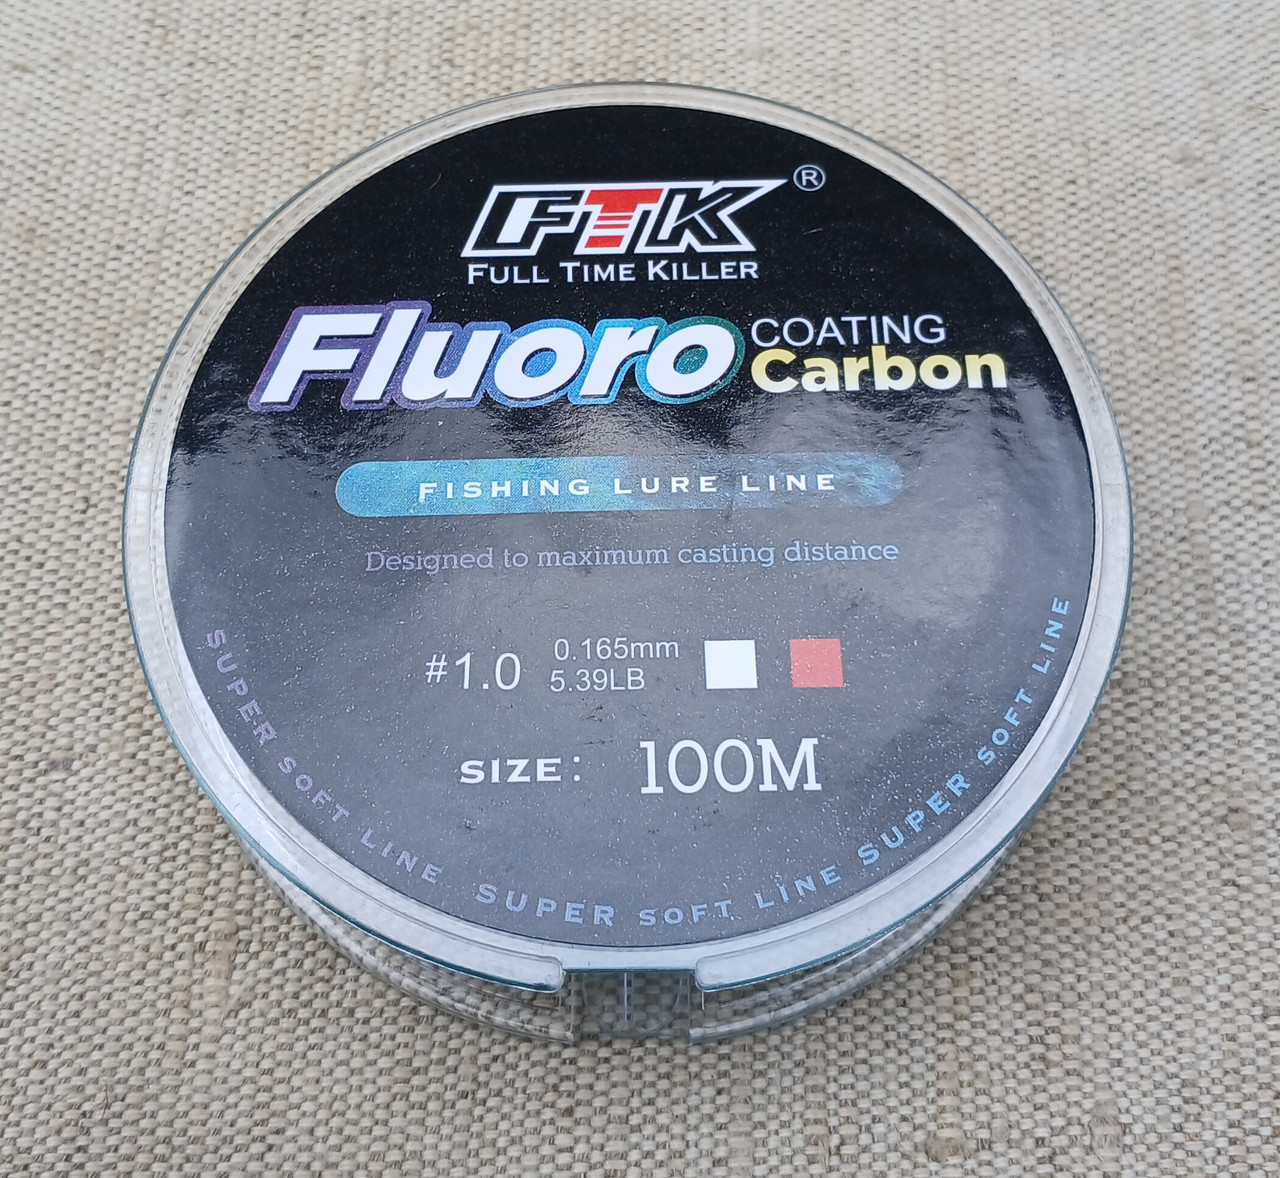 FTK®
FULL TIME KILLER
Fluoro COATING Carbon
FISHING LURE LINE
Designed to maximum casting distance
#1.0 0.165mm
5.39LB
SIZE: 100M
SUPER SOFT LINE SUPER SOFT LINE SUPER SOFT LINE